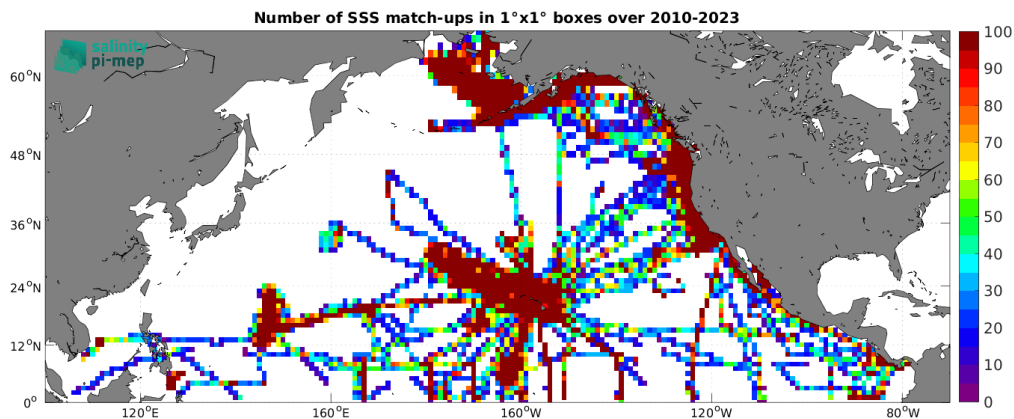 Number of SSS match-ups in 1°x1° boxes over 2010-2023
salinity
pi-mep
60°N
48°N
36°N
24°N
12°N
0°
120°E
160°E
160°W
120°W
80°W
100
90
80
70
60
50
40
30
20
10
0